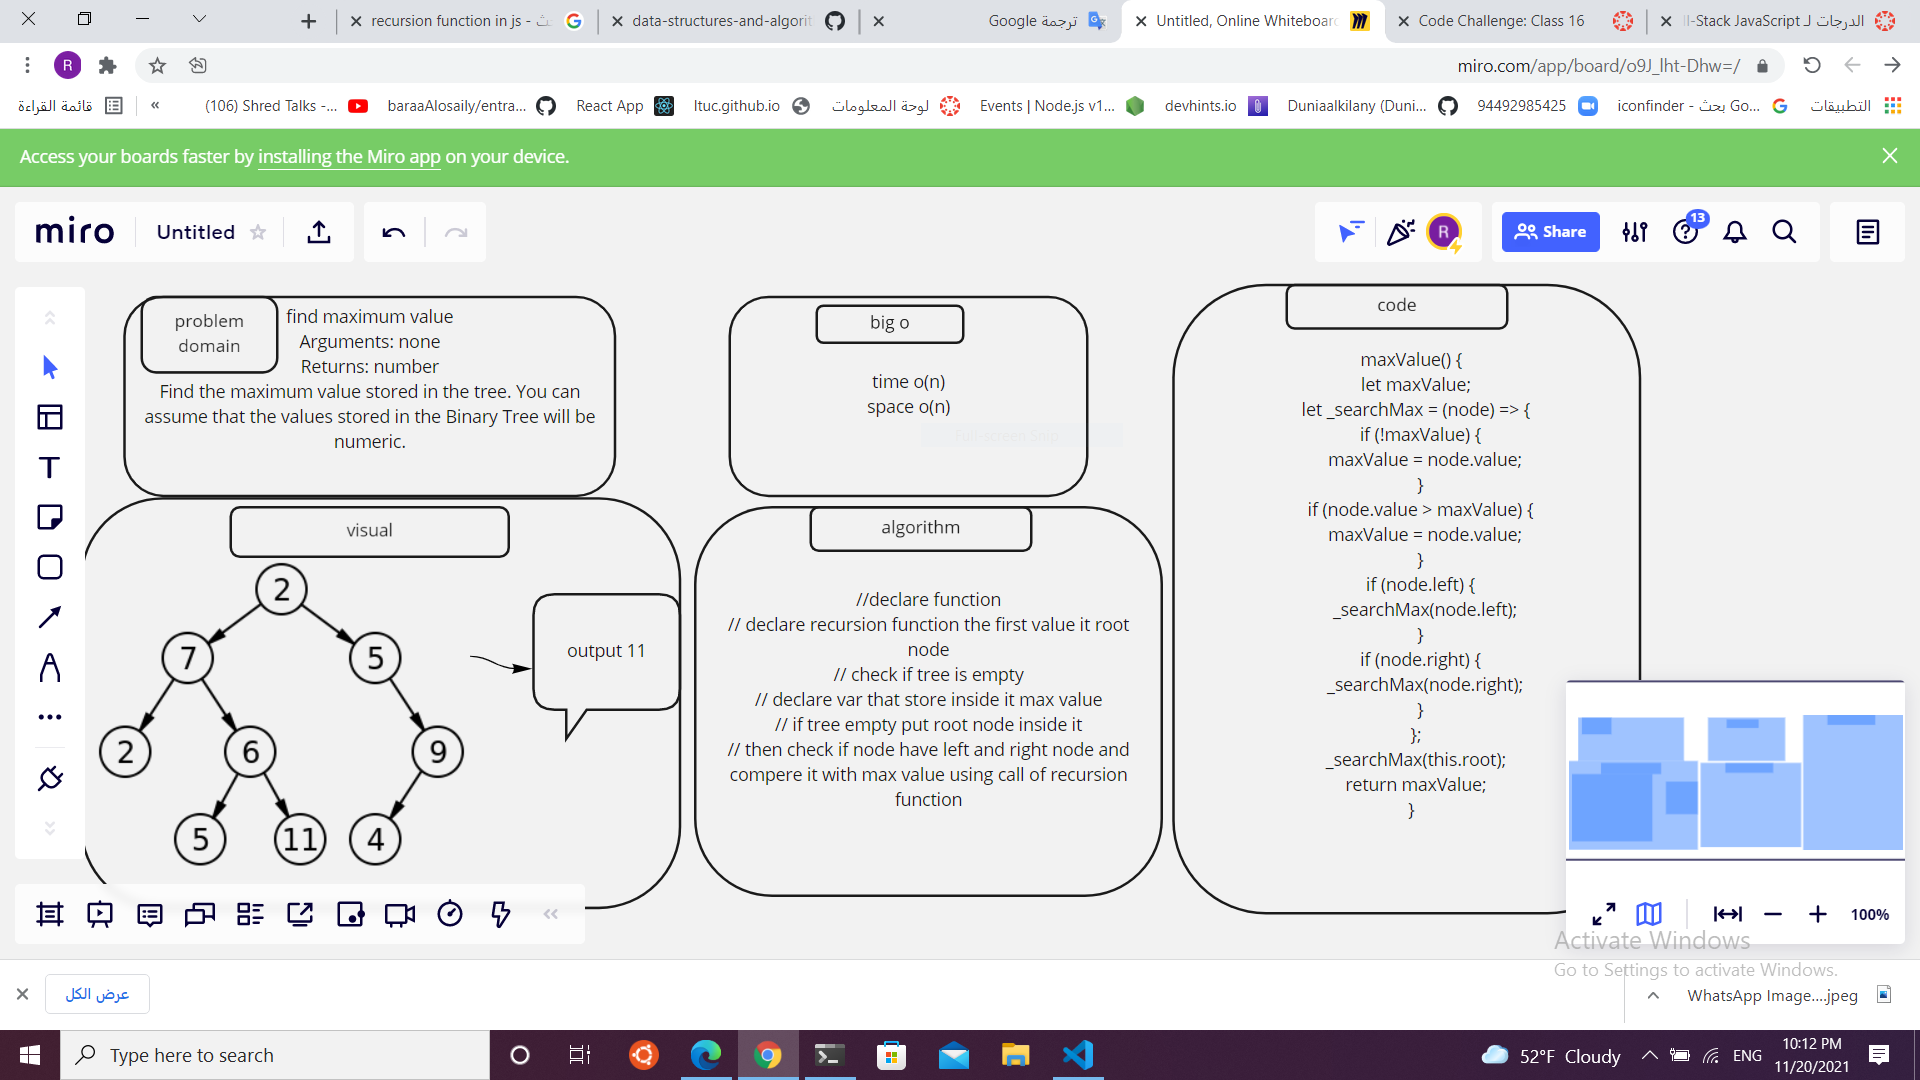 recursion function in js - بحث
data-structures-and-algorit
ترجمة Google
Untitled, Online Whiteboard
Code Challenge: Class 16
الدرجات لـ ll-Stack JavaScript
R
miro.com/app/board/o9J_lht-Dhw=/
قائمة القراءة
«
(106) Shred Talks -...
baraaAlosaily/entra...
React App
ltuc.github.io
لوحة المعلومات
Events | Node.js v1...
devhints.io
Duniaalkilany (Duni...
94492985425
iconfinder - بحث Go...
التطبيقات
Access your boards faster by installing the Miro app on your device.
miro
Untitled
R
Share
13
problem
domain
find maximum value
Arguments: none
Returns: number
Find the maximum value stored in the tree. You can
assume that the values stored in the Binary Tree will be
numeric.
big o
time o(n)
space o(n)
code
maxValue() {
let maxValue;
let _searchMax = (node) => {
if (!maxValue) {
maxValue = node.value;
}
if (node.value > maxValue) {
maxValue = node.value;
}
if (node.left) {
_searchMax(node.left);
}
if (node.right) {
_searchMax(node.right);
}
};
_searchMax(this.root);
return maxValue;
}
visual
2
7
5
2
6
9
5
11
4
output 11
algorithm
//declare function
// declare recursion function the first value it root
node
// check if tree is empty
// declare var that store inside it max value
// if tree empty put root node inside it
// then check if node have left and right node and
compere it with max value using call of recursion
function
100%
Activate Windows
Go to Settings to activate Windows.
عرض الكل
WhatsApp Image....jpeg
Type here to search
52°F Cloudy
ENG
10:12 PM
11/20/2021